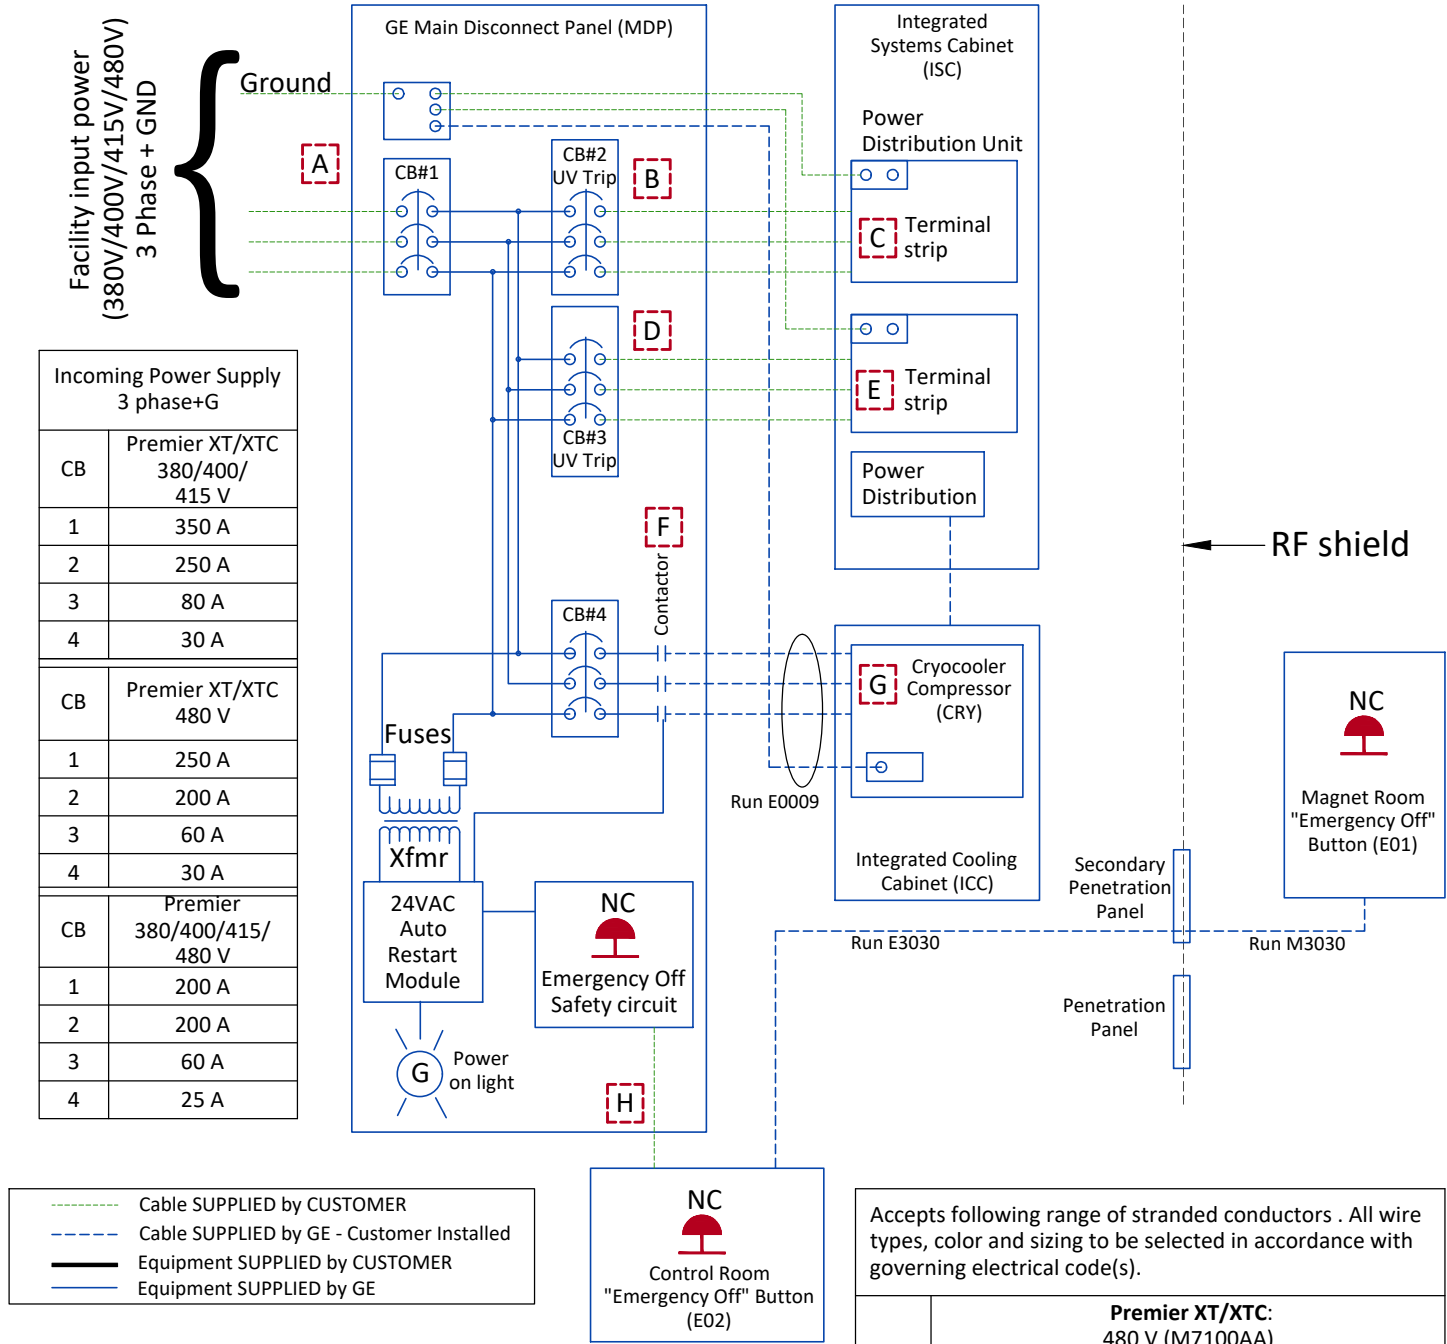 Facility input power
(380V/400V/415V/480V)
3 Phase + GND
Ground
GE Main Disconnect Panel (MDP)
A
CB#1
CB#2
UV Trip
B
D
CB#3
UV Trip
F
Contactor
CB#4
Fuses
Xfmr
24VAC
Auto
Restart
Module
NC
Emergency Off
Safety circuit
G
Power
on light
H
Integrated
Systems Cabinet
(ISC)
Power
Distribution Unit
C
Terminal
strip
E
Terminal
strip
Power
Distribution
G
Cryocooler
Compressor
(CRY)
Run E0009
Integrated Cooling
Cabinet (ICC)
RF shield
NC
Magnet Room
"Emergency Off"
Button (E01)
Secondary
Penetration
Panel
Run E3030
Run M3030
Penetration
Panel
Incoming Power Supply
3 phase+G
CB
Premier XT/XTC
380/400/
415 V
1 350 A
2 250 A
3 80 A
4 30 A
CB
Premier XT/XTC
480 V
1 250 A
2 200 A
3 60 A
4 30 A
CB
Premier
380/400/415/
480 V
1 200 A
2 200 A
3 60 A
4 25 A
Cable SUPPLIED by CUSTOMER
Cable SUPPLIED by GE - Customer Installed
Equipment SUPPLIED by CUSTOMER
Equipment SUPPLIED by GE
NC
Control Room
"Emergency Off" Button
(E02)
Accepts following range of stranded conductors . All wire
types, color and sizing to be selected in accordance with
governing electrical code(s).
Premier XT/XTC:
480 V (M7100AA)